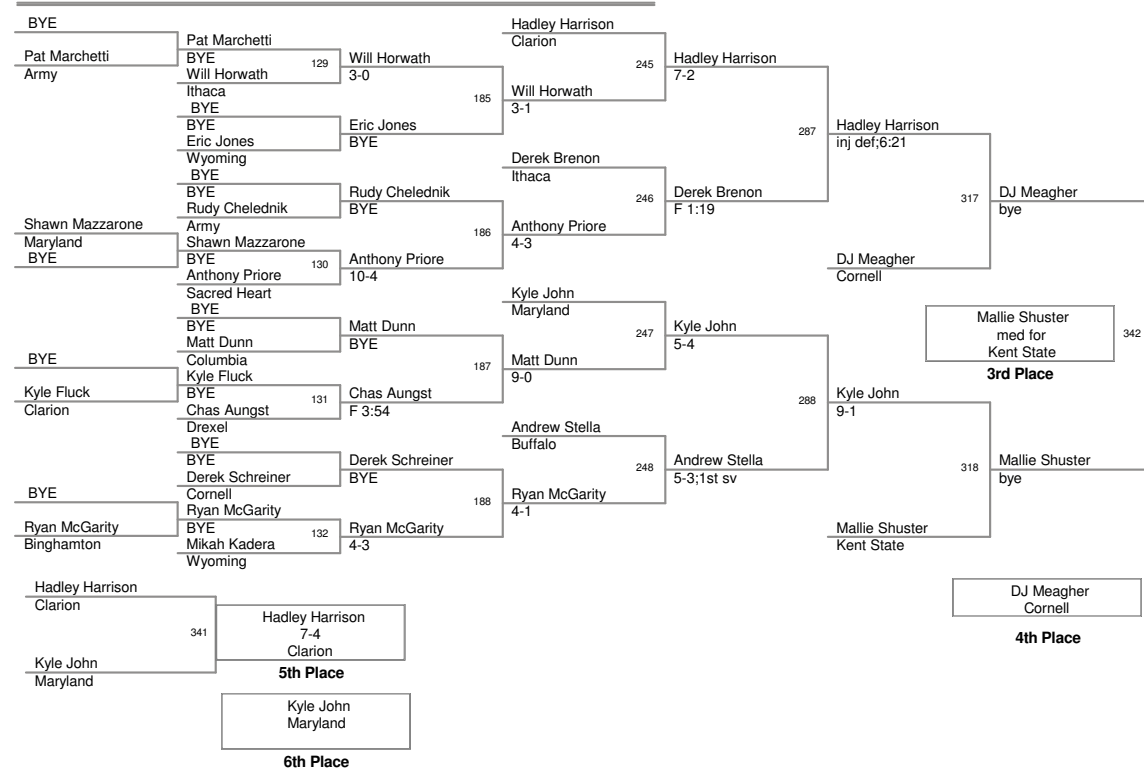 BYE
Pat Marchetti
Army
Shawn Mazzarone
Maryland
BYE
BYE
Kyle Fluck
Clarion
BYE
Ryan McGarity
Binghamton
Pat Marchetti
BYE
129
Will Horwath
Ithaca
BYE
BYE
Eric Jones
Wyoming
BYE
BYE
Rudy Chelednik
Army
Shawn Mazzarone
BYE
130
Anthony Priore
Sacred Heart
BYE
BYE
Matt Dunn
Columbia
Kyle Fluck
BYE
131
Chas Aungst
Drexel
BYE
BYE
Derek Schreiner
Cornell
Ryan McGarity
BYE
132
Mikah Kadera
Wyoming
Will Horwath
3-0
185
Eric Jones
BYE
Rudy Chelednik
BYE
186
Anthony Priore
10-4
Matt Dunn
BYE
187
Chas Aungst
F 3:54
Derek Schreiner
BYE
188
Ryan McGarity
4-3
Hadley Harrison
Clarion
245
Will Horwath
3-1
Derek Brenon
Ithaca
246
Anthony Priore
4-3
Kyle John
Maryland
247
Matt Dunn
9-0
Andrew Stella
Buffalo
248
Ryan McGarity
4-1
Hadley Harrison
7-2
287
Derek Brenon
F 1:19
Kyle John
5-4
288
Andrew Stella
5-3;1st sv
Hadley Harrison
inj def;6:21
317
DJ Meagher
Cornell
Kyle John
9-1
318
Mallie Shuster
Kent State
DJ Meagher
bye
Mallie Shuster
med for
Kent State
342
3rd Place
Mallie Shuster
bye
DJ Meagher
Cornell
4th Place
Hadley Harrison
Clarion
341
Kyle John
Maryland
Hadley Harrison
7-4
Clarion
5th Place
Kyle John
Maryland
6th Place